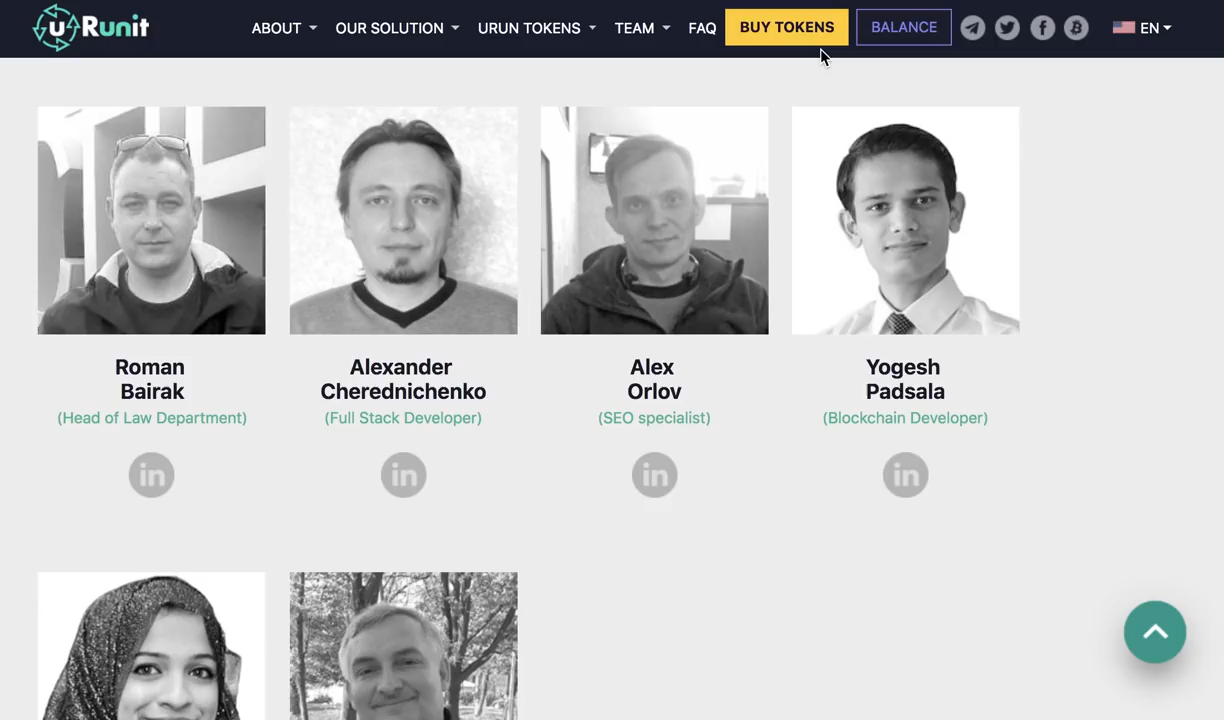 uRunit
ABOUT
OUR SOLUTION
URUN TOKENS
TEAM
FAQ
BUY TOKENS
BALANCE
EN
Roman
Bairak
(Head of Law Department)
in
Alexander
Cherednichenko
(Full Stack Developer)
in
Alex
Orlov
(SEO specialist)
in
Yogesh
Padsala
(Blockchain Developer)
in